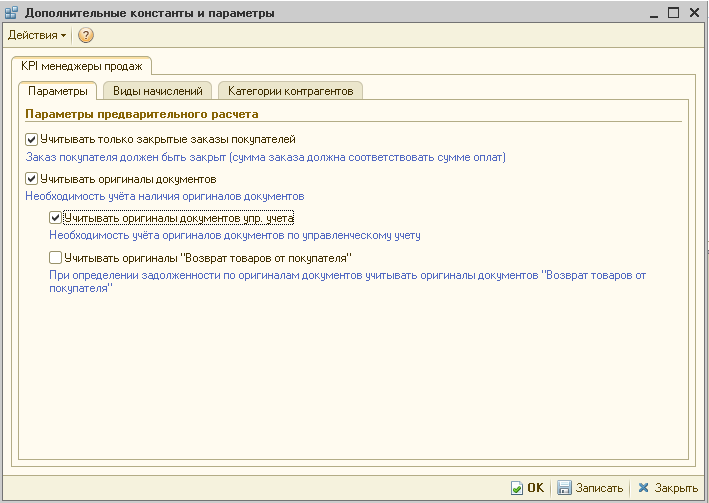 Дополнительные константы и параметры
Действия
?
KPI менеджеры продаж
Параметры
Виды начислений
Категории контрагентов
Параметры предварительного расчета
Учитывать только закрытые заказы покупателей
Заказ покупателя должен быть закрыт (сумма заказа должна соответствовать сумме оплат)
Учитывать оригиналы документов
Необходимость учёта наличия оригиналов документов
Учитывать оригиналы документов упр. учета
Необходимость учёта оригиналов документов по управленческому учету
Учитывать оригиналы "Возврат товаров от покупателя"
При определении задолженности по оригиналам документов учитывать оригиналы документов "Возврат товаров от
покупателя"
OK
Записать
Закрыть